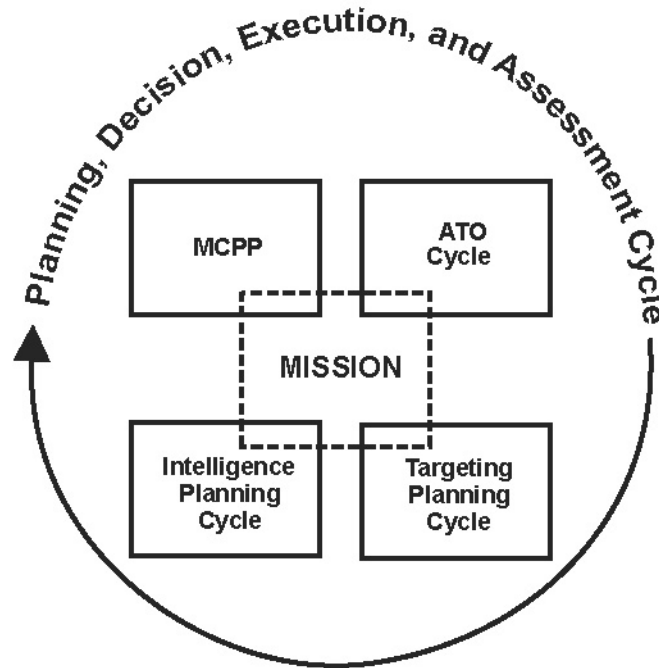 Planning, Decision, Execution, and Assessment Cycle
MCPP
ATO
Cycle
MISSION
Intelligence
Planning
Cycle
Targeting
Planning
Cycle